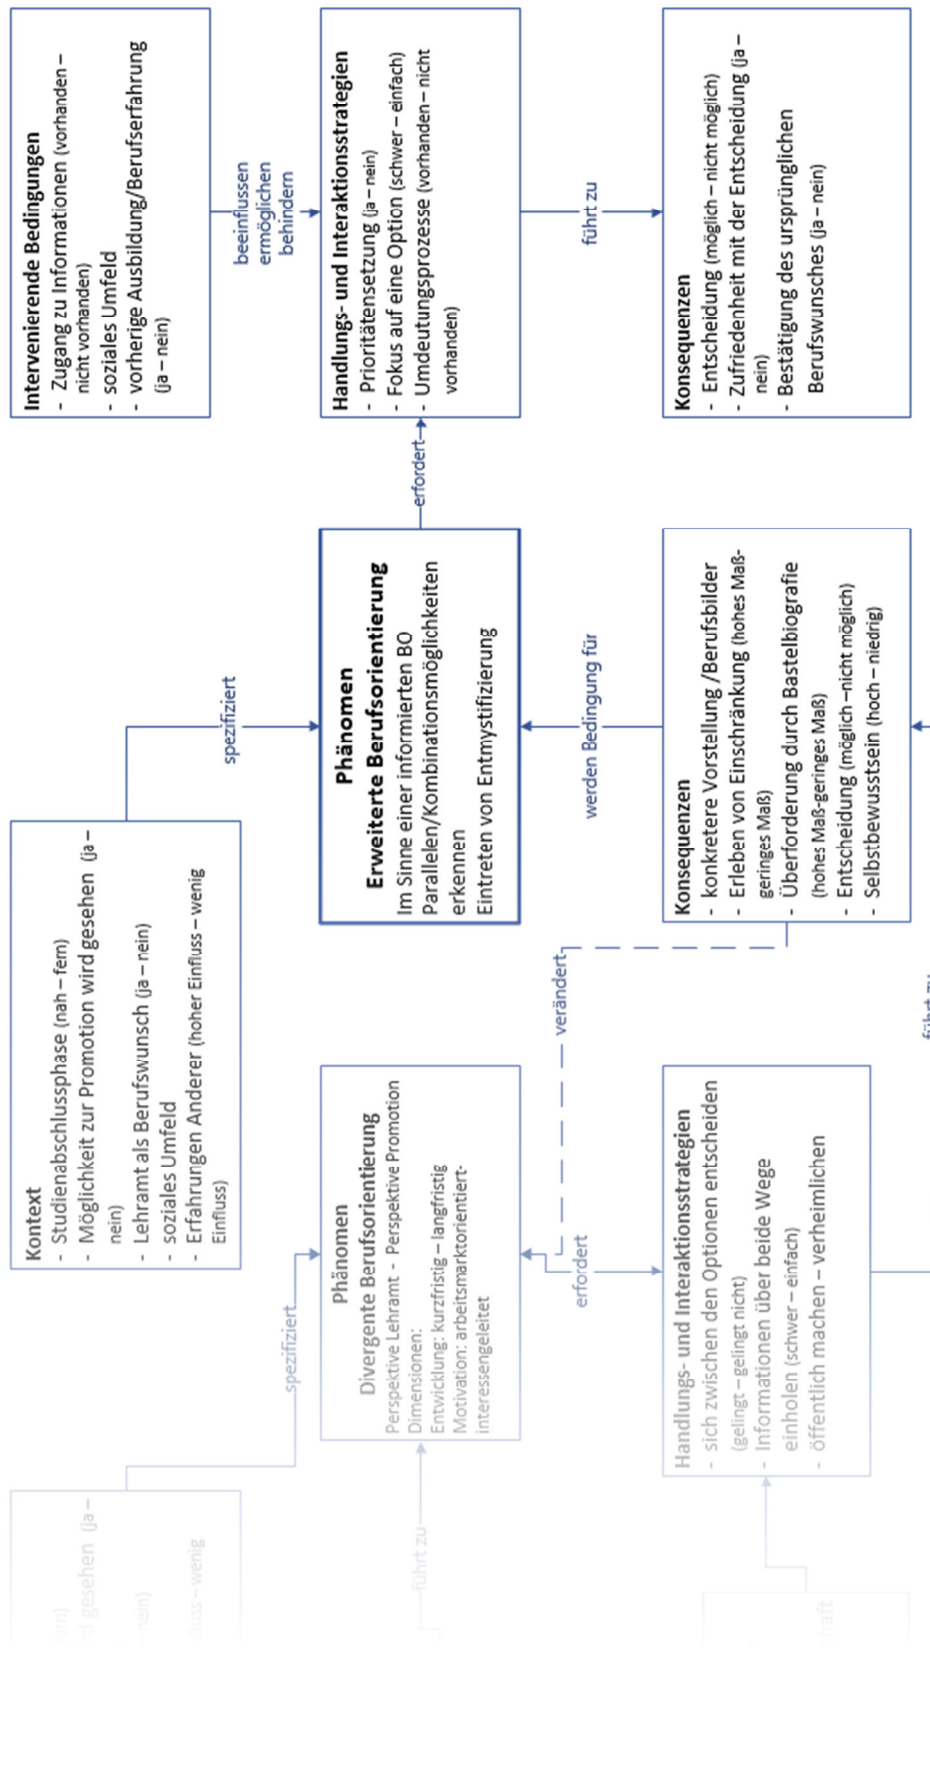 gesehen (ja –
– nein)
– wenig
Kontext
- Studienabschlussphase (nah – fern)
- Möglichkeit zur Promotion wird gesehen (ja –
nein)
- Lehramt als Berufswunsch (ja – nein)
- soziales Umfeld
- Erfahrungen Anderer (hoher Einfluss – wenig
Einfluss)
Intervenierende Bedingungen
- Zugang zu Informationen (vorhanden –
nicht vorhanden)
- soziales Umfeld
- vorherige Ausbildung/Berufserfahrung
(ja – nein)
spezifiziert
spezifiziert
beeinflussen
ermöglichen
behindern
führt zu
Phänomen
Divergente Berufsorientierung
Perspektive Lehramt - Perspektive Promotion
Dimensionen:
Entwicklung: kurzfristig – langfristig
Motivation: arbeitsmarktorientiert-
interessengeleitet
Phänomen
Erweiterte Berufsorientierung
Im Sinne einer informierten BO
Parallelen/Kombinationsmöglichkeiten
erkennen
Eintreten von Entmystifizierung
erfordert
Handlungs- und Interaktionsstrategien
- Prioritätensetzung (ja – nein)
- Fokus auf eine Option (schwer – einfach)
- Umdeutungsprozesse (vorhanden – nicht
vorhanden)
erfordert
verändert
werden Bedingung für
führt zu
Handlungs- und Interaktionsstrategien
- sich zwischen den Optionen entscheiden
(gelingt – gelingt nicht)
- Informationen über beide Wege
einholen (schwer – einfach)
- öffentlich machen – verheimlichen
Konsequenzen
- konkretere Vorstellung /Berufsbilder
- Erleben von Einschränkung (hohes Maß-
geringes Maß)
- Überforderung durch Bastelbiografie
(hohes Maß-geringes Maß)
- Entscheidung (möglich –nicht möglich)
- Selbstbewusstsein (hoch – niedrig)
Konsequenzen
- Entscheidung (möglich – nicht möglich)
- Zufriedenheit mit der Entscheidung (ja –
nein)
- Bestätigung des ursprünglichen
Berufswunsches (ja – nein)
führt zu